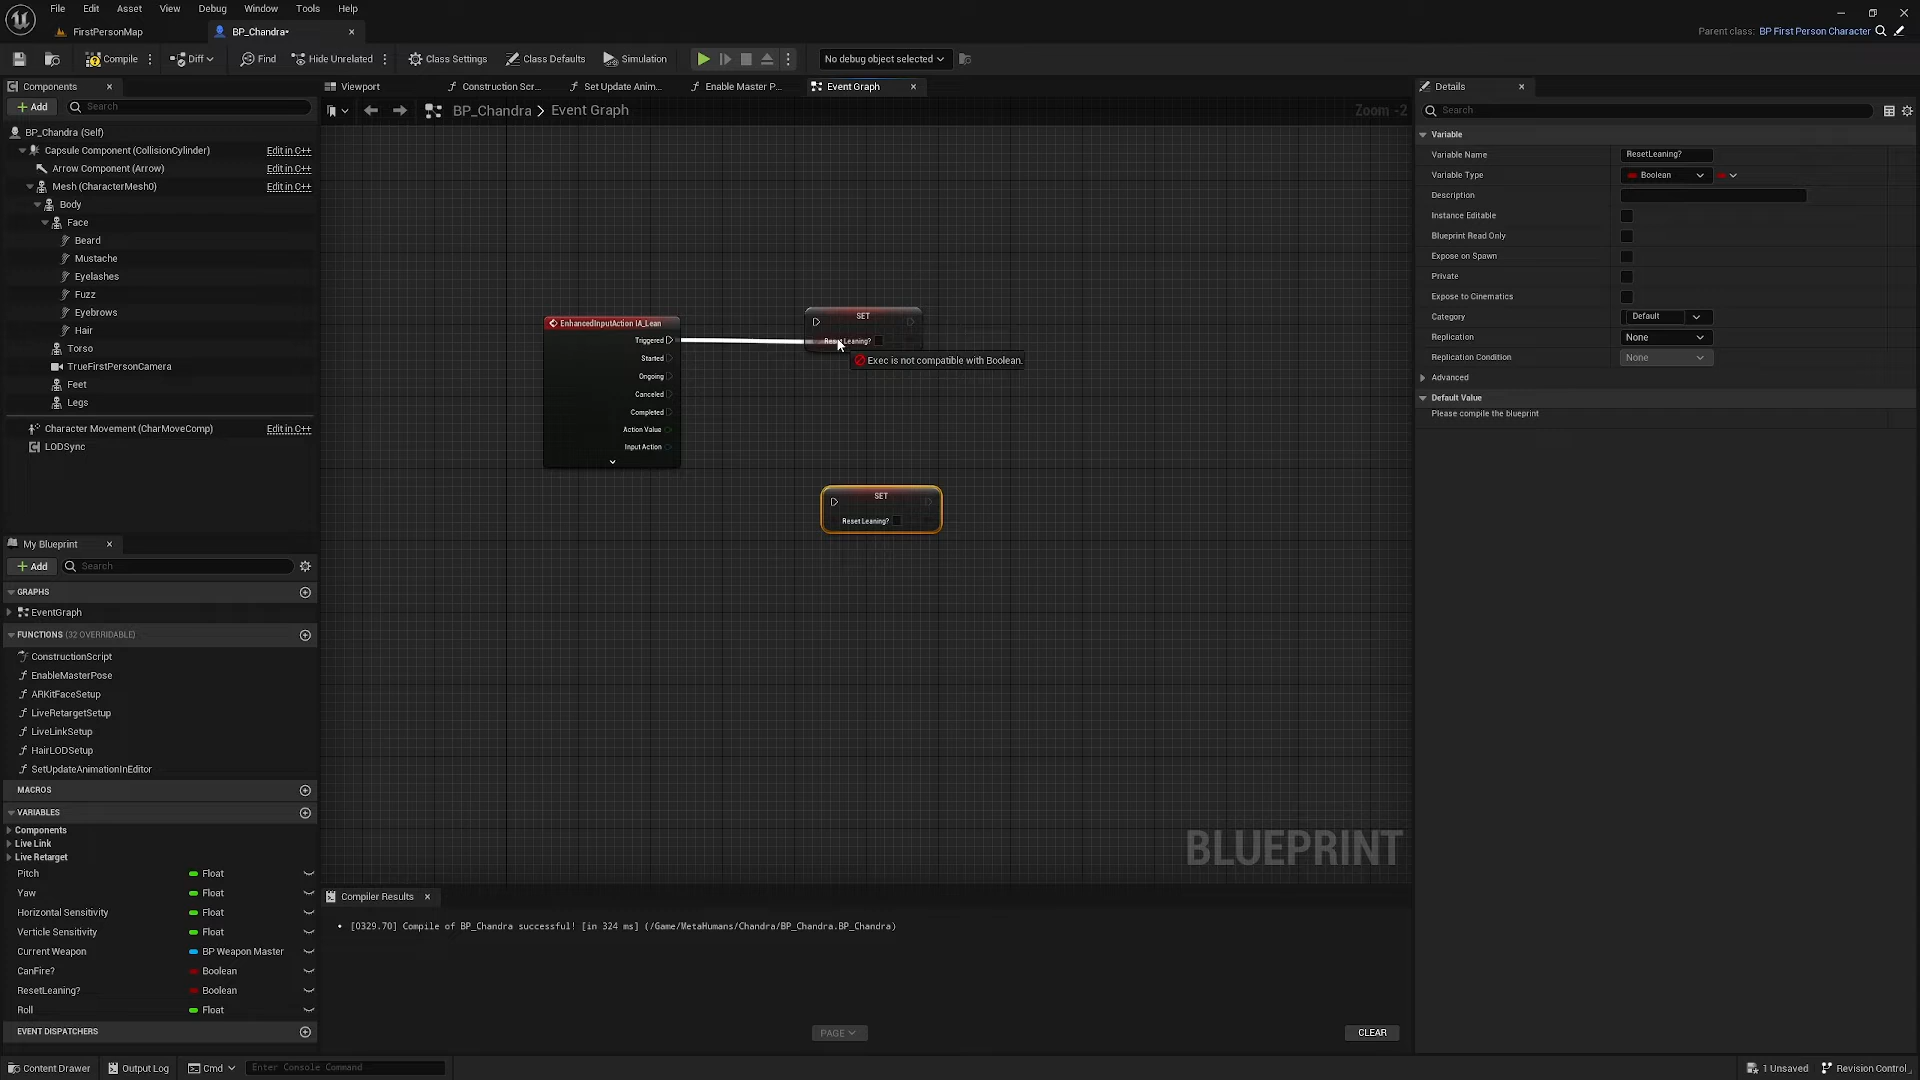 File Edit Asset View Debug Window Tools Help
FirstPersonMap
BP_Chandra•
Parent class: BP First Person Character
Compile
Diff
Find
Hide Unrelated
Class Settings
Class Defaults
Simulation
No debug object selected
Components
Add
Search
BP_Chandra (Self)
Capsule Component (CollisionCylinder) Edit in C++
Arrow Component (Arrow) Edit in C++
Mesh (CharacterMesh0) Edit in C++
Body
Face
Beard
Mustache
Eyelashes
Fuzz
Eyebrows
Hair
Torso
TrueFirstPersonCamera
Feet
Legs
Character Movement (CharMoveComp) Edit in C++
LODSync
My Blueprint
Add
Search
GRAPHS
EventGraph
FUNCTIONS (32 OVERRIDABLE)
ConstructionScript
EnableMasterPose
ARKitFaceSetup
LiveRetargetSetup
LiveLinkSetup
HairLODSetup
SetUpdateAnimationInEditor
MACROS
VARIABLES
Components
Live Link
Live Retarget
Pitch Float
Yaw Float
Horizontal Sensitivity Float
Verticle Sensitivity Float
Current Weapon BP Weapon Master
CanFire? Boolean
ResetLeaning? Boolean
Roll Float
EVENT DISPATCHERS
Viewport
Construction Scr...
Set Update Anim...
Enable Master P...
Event Graph
BP_Chandra > Event Graph
Zoom -2
EnhancedInputAction IA_Lean
Triggered
Started
Ongoing
Canceled
Completed
Action Value
Input Action
SET
Reset Leaning?
Exec is not compatible with Boolean.
SET
Reset Leaning?
BLUEPRINT
Compiler Results
• [0329.70] Compile of BP_Chandra successful! [in 324 ms] (/Game/MetaHumans/Chandra/BP_Chandra.BP_Chandra)
PAGE
CLEAR
Details
Search
Variable
Variable Name ResetLeaning?
Variable Type Boolean
Description
Instance Editable
Blueprint Read Only
Expose on Spawn
Private
Expose to Cinematics
Category Default
Replication None
Replication Condition None
Advanced
Default Value
Please compile the blueprint
Content Drawer
Output Log
Cmd
Enter Console Command
1 Unsaved
Revision Control